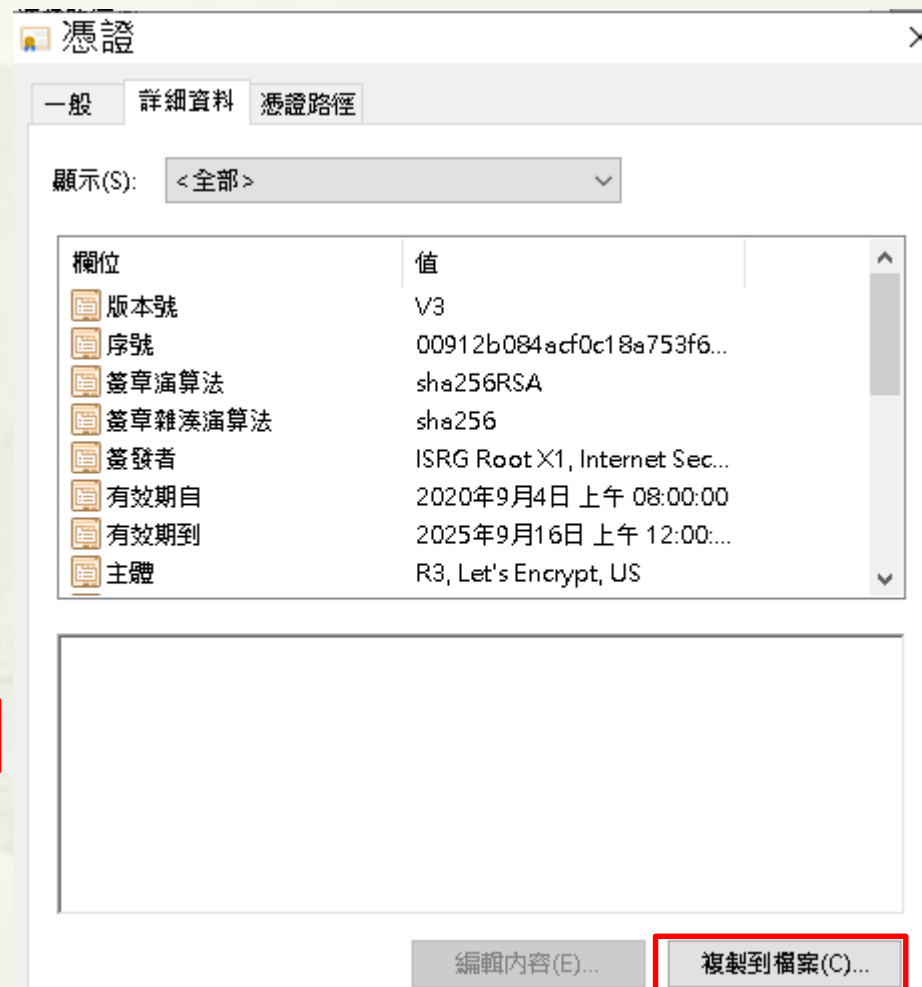 憑證
一般 詳細資料 憑證路徑
顯示(S): <全部>
欄位 值
版本號 V3
序號 00912b084acf0c18a753f6...
簽章演算法 sha256RSA
簽章雜湊演算法 sha256
簽發者 ISRG Root X1, Internet Sec...
有效期自 2020年9月4日 上午 08:00:00
有效期到 2025年9月16日 上午 12:00:...
主體 R3, Let's Encrypt, US
編輯內容(E)... 複製到檔案(C)...